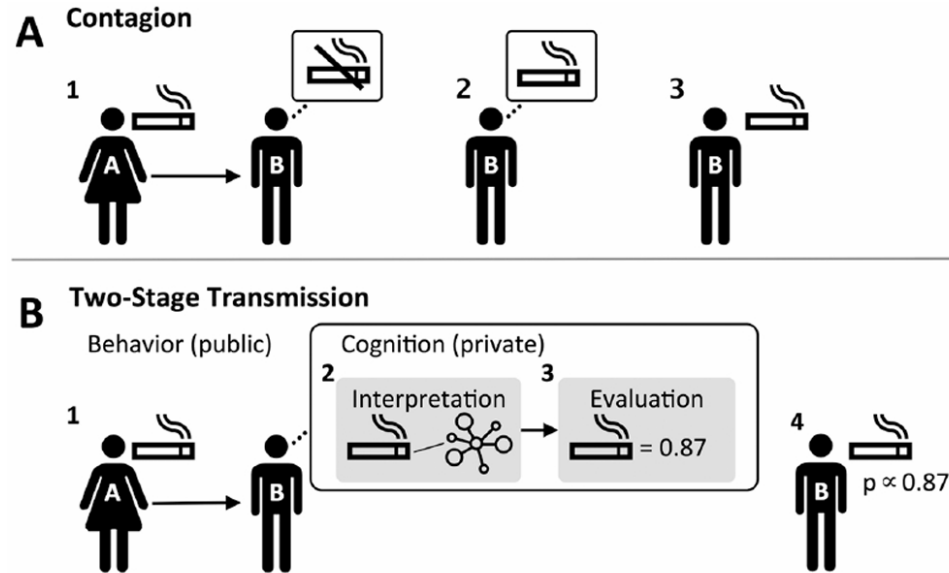 A Contagion
1 2 3
A B B B
B Two-Stage Transmission
Behavior (public) Cognition (private)
2 3
Interpretation Evaluation
1 4
= 0.87
A B B
p ∝ 0.87